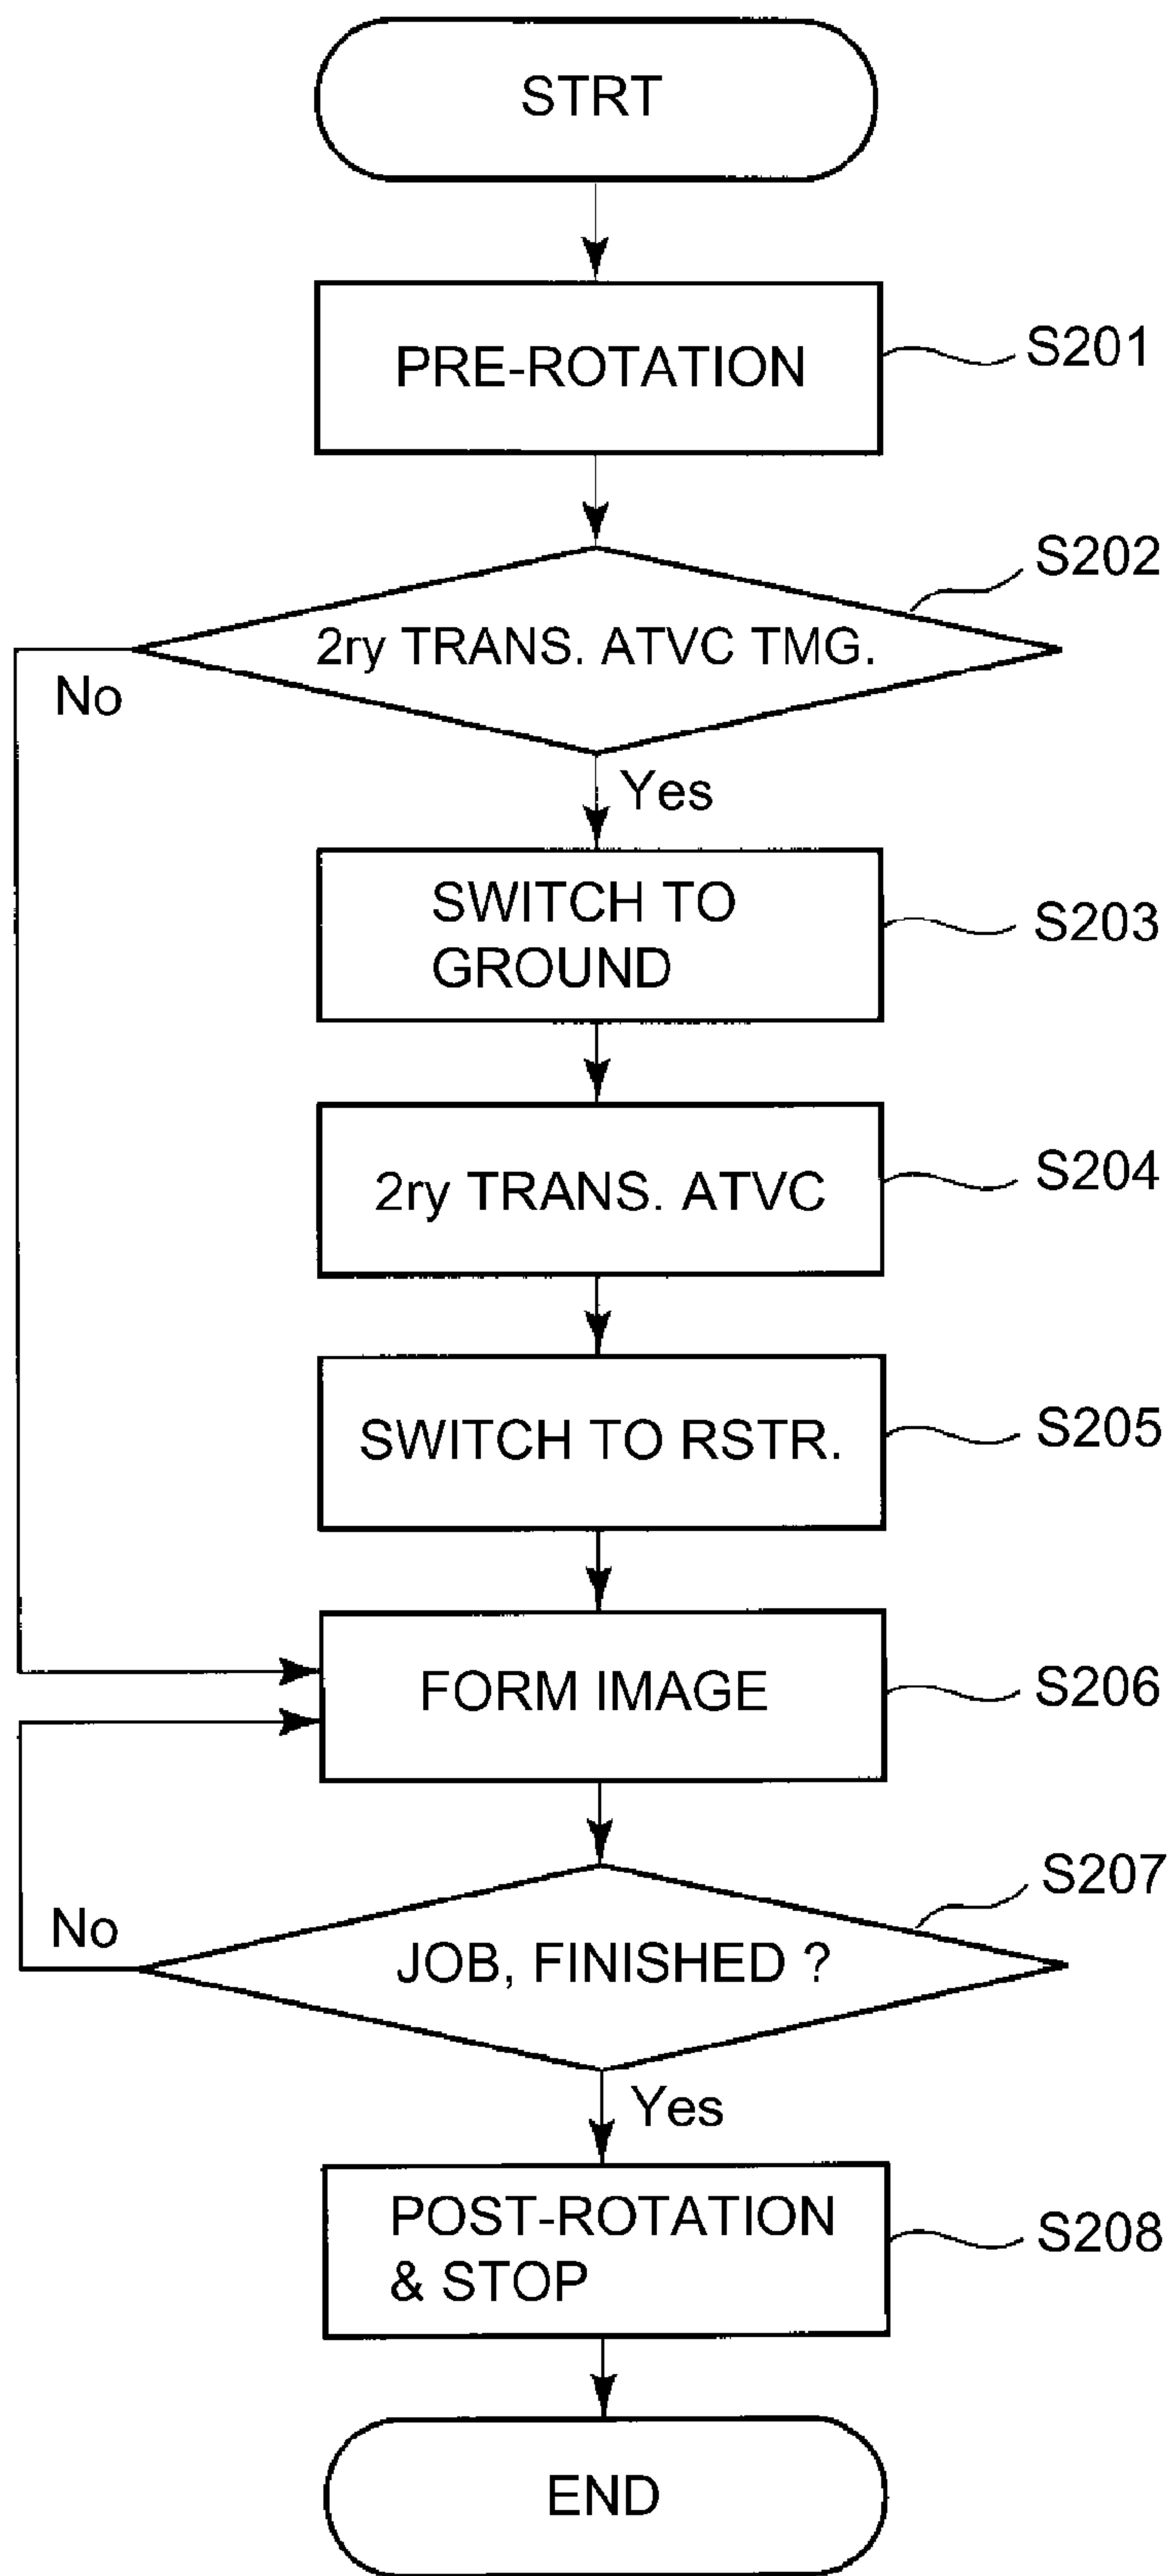 STRT
PRE-ROTATION
S201
S202
2ry TRANS. ATVC TMG.
No
Yes
SWITCH TO
GROUND
S203
2ry TRANS. ATVC
S204
SWITCH TO RSTR.
S205
FORM IMAGE
S206
S207
No
JOB, FINISHED ?
Yes
POST-ROTATION
& STOP
S208
END